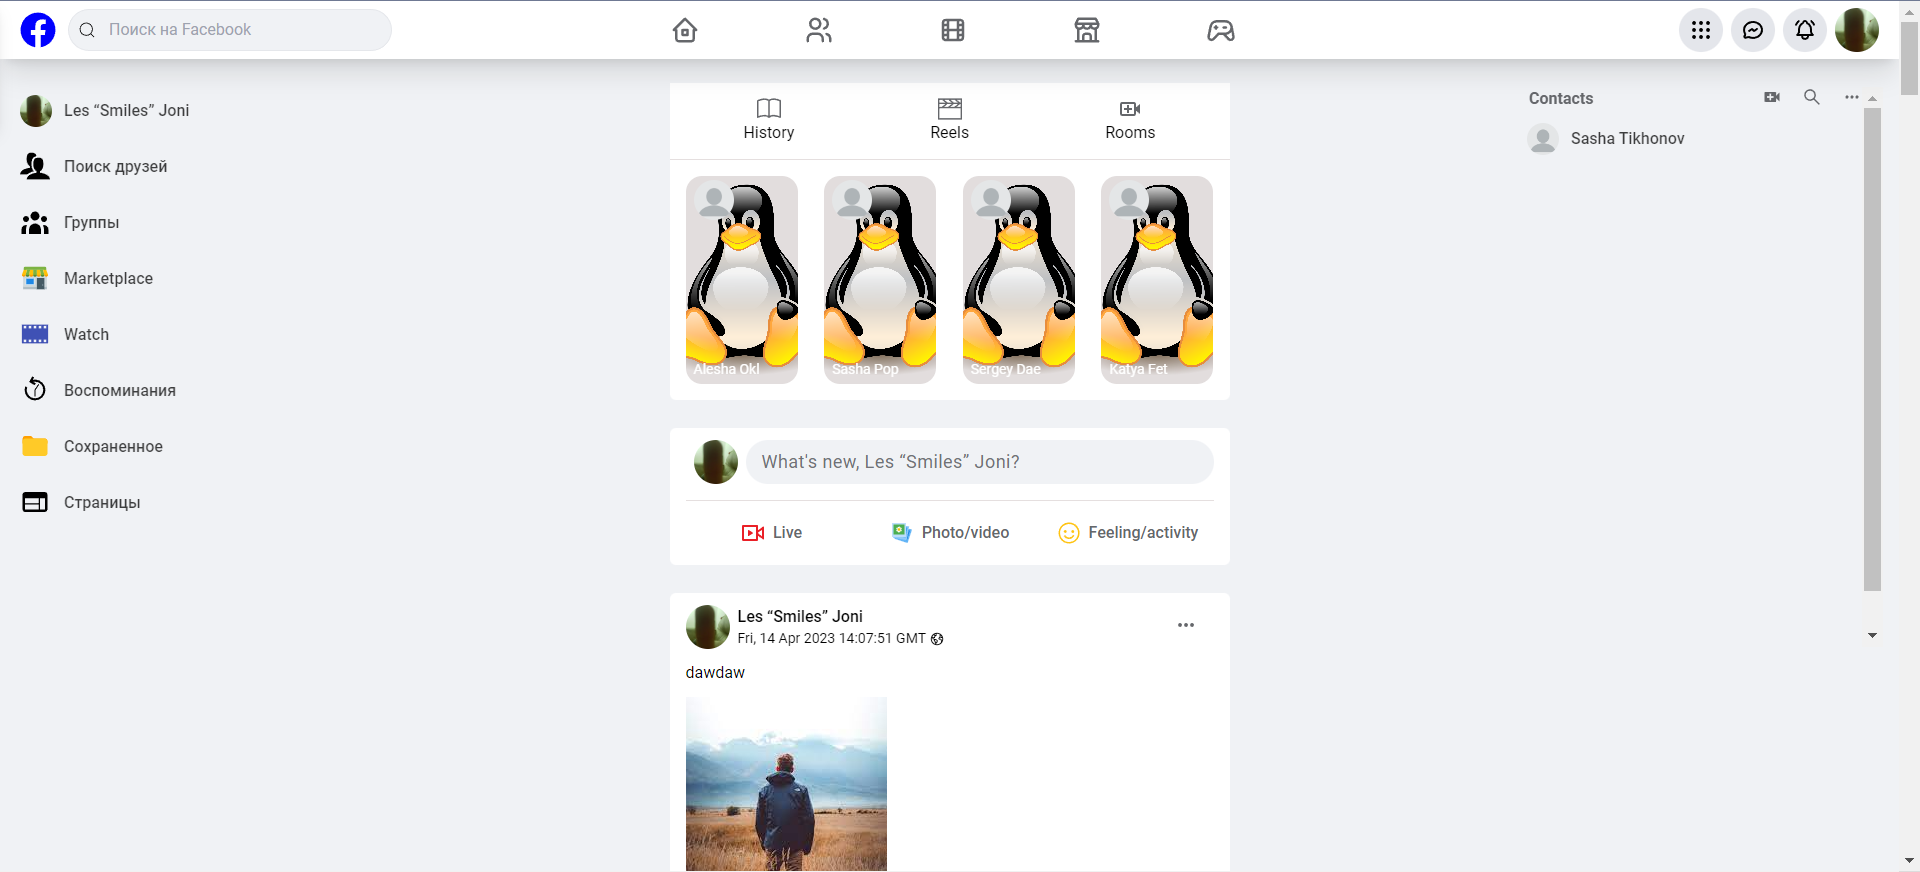 Поиск на Facebook
Les “Smiles” Joni
Поиск друзей
Группы
Marketplace
Watch
Воспоминания
Сохраненное
Страницы
History
Reels
Rooms
Alesha Okl
Sasha Pop
Sergey Dae
Katya Fet
What's new, Les “Smiles” Joni?
Live
Photo/video
Feeling/activity
Les “Smiles” Joni
Fri, 14 Apr 2023 14:07:51 GMT
dawdaw
Contacts
Sasha Tikhonov